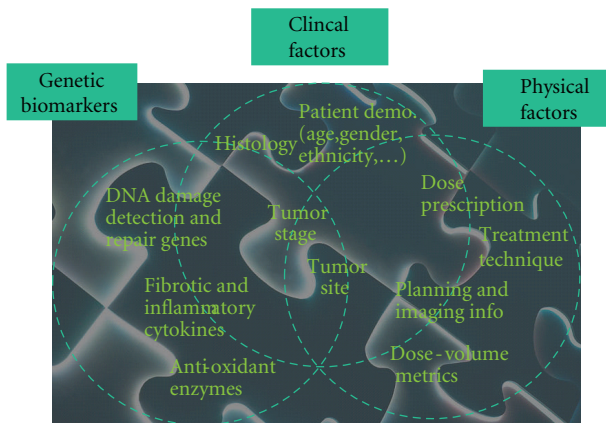 Clincal
factors
Genetic
biomarkers
Physical
factors
Patient demo.
(age,gender,
ethnicity,...)
Histology
DNA damage
detection and
repair genes
Tumor
stage
Dose
prescription
Treatment
technique
Tumor
site
Fibrotic and
inflammatory
cytokines
Planning and
imaging info
Anti-oxidant
enzymes
Dose-volume
metrics